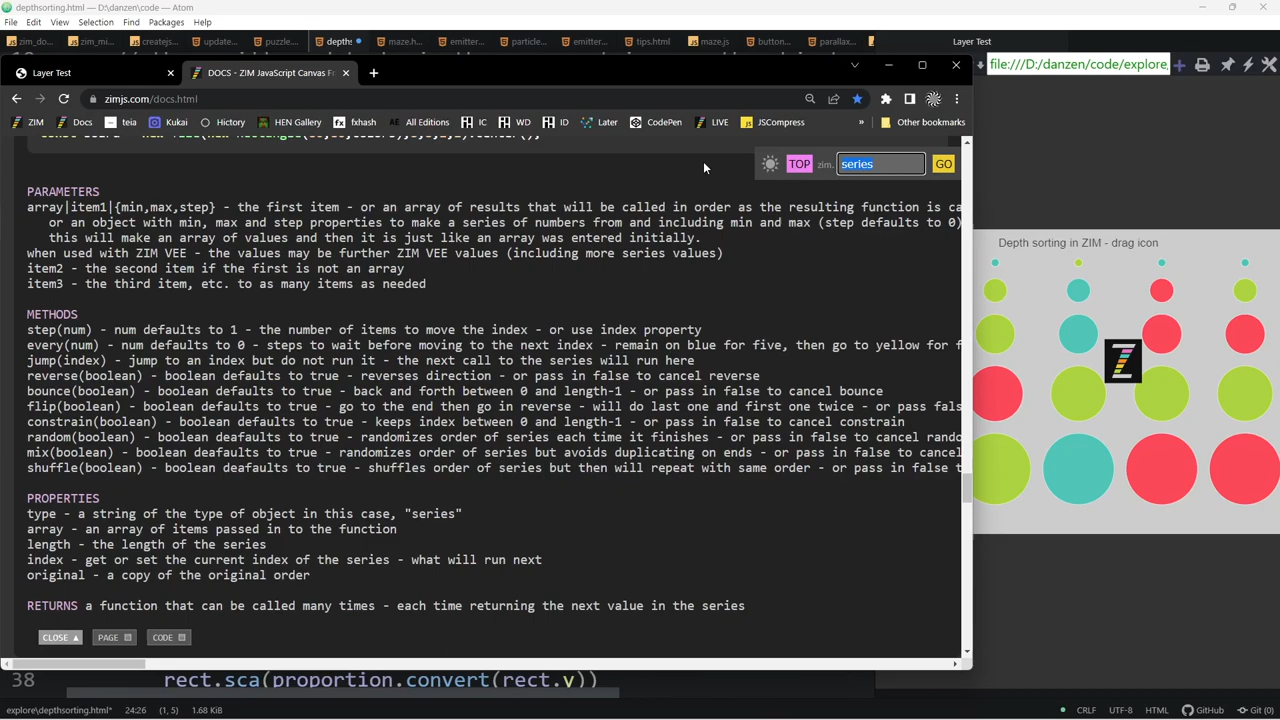 depthsorting.html — D:\danzen\code — Atom
File Edit View Selection Find Packages Help
zim_do... zim_mi... createjs... update... puzzle... depths maze.h... emitter... particle... emitter... tips.html maze.js button... parallax... Layer Test
Layer Test DOCS - ZIM JavaScript Canvas Fr file:///D:/danzen/code/explore,
zimjs.com/docs.html
ZIM Docs teia Kukai Hictory HEN Gallery fxhash All Editions IC WD ID Later CodePen LIVE JSCompress » Other bookmarks
TOP zim. series GO
PARAMETERS
array|item1|{min,max,step} - the first item - or an array of results that will be called in order as the resulting function is ca
or an object with min, max and step properties to make a series of numbers from and including min and max (step defaults to 0)
this will make an array of values and then it is just like an array was entered initially.
when used with ZIM VEE - the values may be further ZIM VEE values (including more series values)
item2 - the second item if the first is not an array
item3 - the third item, etc. to as many items as needed
METHODS
step(num) - num defaults to 1 - the number of items to move the index - or use index property
every(num) - num defaults to 0 - steps to wait before moving to the next index - remain on blue for five, then go to yellow for f
jump(index) - jump to an index but do not run it - the next call to the series will run here
reverse(boolean) - boolean defaults to true - reverses direction - or pass in false to cancel reverse
bounce(boolean) - boolean defaults to true - back and forth between 0 and length-1 - or pass in false to cancel bounce
flip(boolean) - boolean defaults to true - go to the end then go in reverse - will do last one and first one twice - or pass fals
constrain(boolean) - boolean defaults to true - keeps index between 0 and length-1 - or pass in false to cancel constrain
random(boolean) - boolean deafaults to true - randomizes order of series each time it finishes - or pass in false to cancel rando
mix(boolean) - boolean deafaults to true - randomizes order of series but avoids duplicating on ends - or pass in false to cancel
shuffle(boolean) - boolean deafaults to true - shuffles order of series but then will repeat with same order - or pass in false t
PROPERTIES
type - a string of the type of object in this case, "series"
array - an array of items passed in to the function
length - the length of the series
index - get or set the current index of the series - what will run next
original - a copy of the original order
RETURNS a function that can be called many times - each time returning the next value in the series
CLOSE ▲ PAGE CODE
Depth sorting in ZIM - drag icon
38 rect.sca(proportion.convert(rect.y))
explore\depthsorting.html* 24:26 (1, 5) 1.68 KiB CRLF UTF-8 HTML GitHub Git (0)